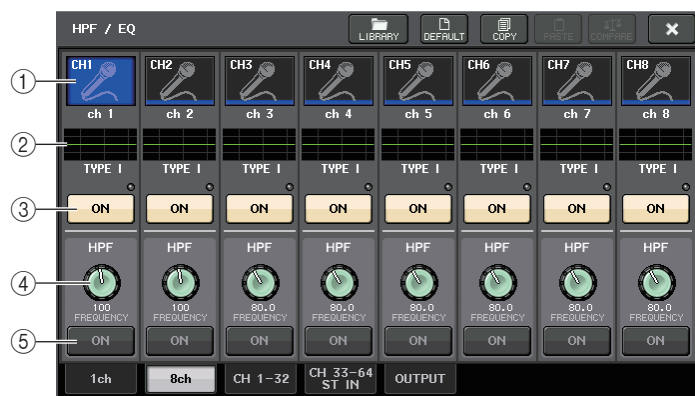 HPF / EQ
LIBRARY DEFAULT COPY PASTE COMPARE
CH1 CH2 CH3 CH4 CH5 CH6 CH7 CH8
1
ch 1 ch 2 ch 3 ch 4 ch 5 ch 6 ch 7 ch 8
2
TYPE I TYPE I TYPE I TYPE I TYPE I TYPE I TYPE I TYPE I
3 ON ON ON ON ON ON ON ON
HPF HPF HPF HPF HPF HPF HPF HPF
4
100 100 80.0 80.0 80.0 80.0 80.0 80.0
FREQUENCY FREQUENCY FREQUENCY FREQUENCY FREQUENCY FREQUENCY FREQUENCY FREQUENCY
5 ON ON ON ON ON ON ON ON
1ch 8ch CH 1-32 CH 33-64 OUTPUT
ST IN